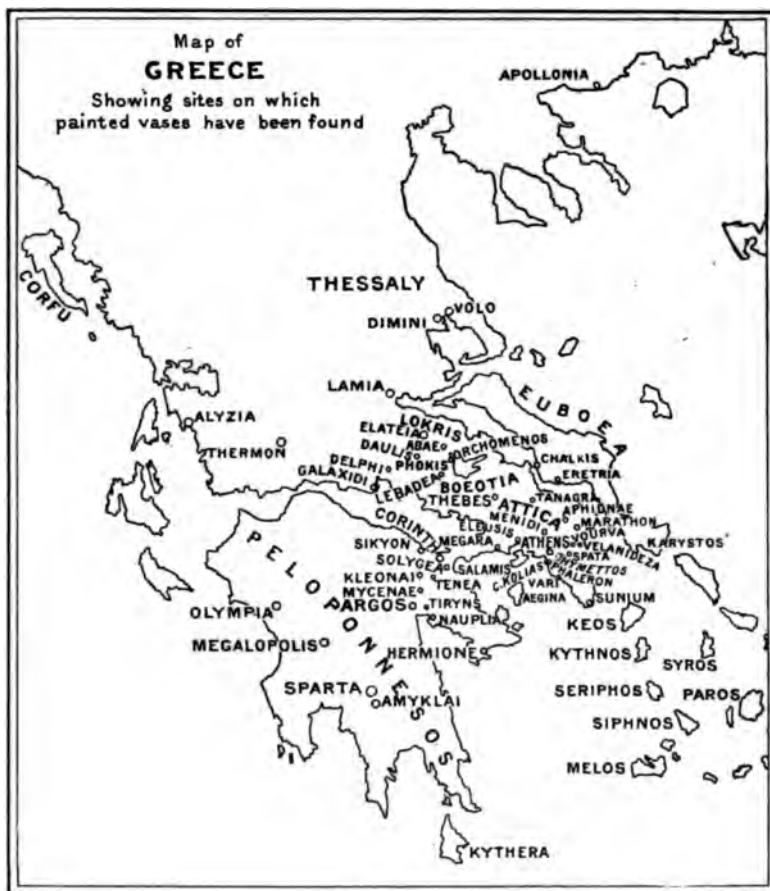 Map of
GREECE
Showing sites on which
painted vases have been found
APOLLONIA
CORFU
THESSALY
VOLO
DIMINI
LAMIA
EUBOEA
ALYZIA
THERMON
LOKRIS
ELATEIA
ABAE
ORCHOMENOS
DAULIS
PHOKIS
DELPHI
GALAXIDI
LEBADEA
BOEOTIA
CHALKIS
ERETRIA
THEBES
TANAGRA
ATTICA
APHIDNAE
MENIDI
MARATHON
CORINTH
ELEUSIS
VOURVA
SIKYON
MEGARA
ATHENS
VELANIDEZA
KARYSTOS
SPATA
HYMETTOS
SOLYGEA
SALAMIS
C. KOLIAS
PHALERON
KLEONAI
TENEA
VARI
MYCENAE
AEGINA
SUNIUM
ARGOS
TIRYNS
NAUPLIA
KEOS
OLYMPIA
PELOPONNESOS
MEGALOPOLIS
HERMIONE
KYTHNOS
SYROS
SPARTA
AMYKLAI
SERIPHOS
PAROS
SIPHNOS
MELOS
KYTHERA